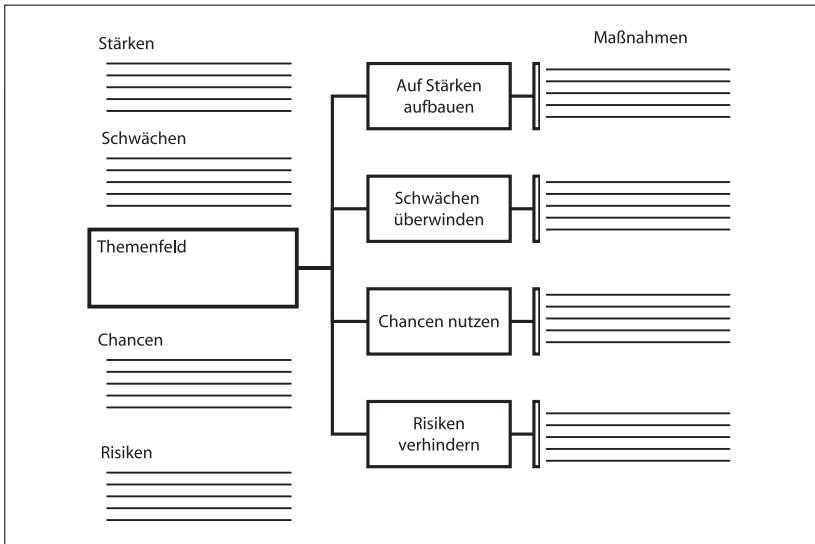 Stärken
Schwächen
Themenfeld
Chancen
Risiken
Auf Stärken
aufbauen
Schwächen
überwinden
Chancen nutzen
Risiken
verhindern
Maßnahmen